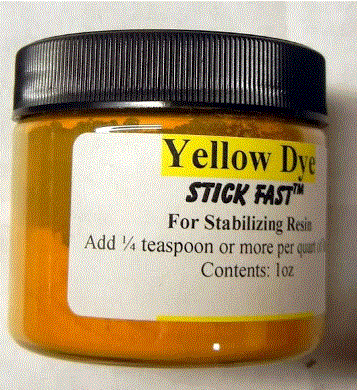 Yellow Dye
STICK FAST™
For Stabilizing Resin
Add ¼ teaspoon or more per quart
Contents: 1oz